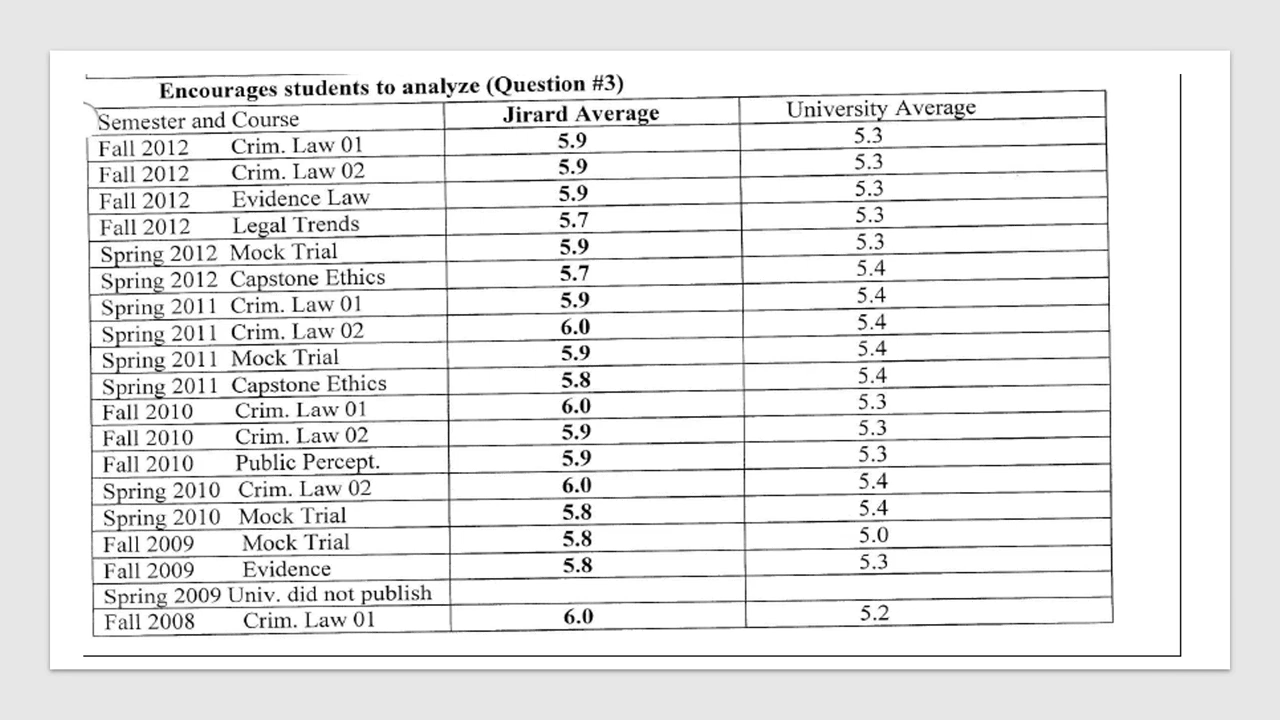 Encourages students to analyze (Question #3)
Semester and Course Jirard Average University Average
Fall 2012 Crim. Law 01 5.9 5.3
Fall 2012 Crim. Law 02 5.9 5.3
Fall 2012 Evidence Law 5.9 5.3
Fall 2012 Legal Trends 5.7 5.3
Spring 2012 Mock Trial 5.9 5.3
Spring 2012 Capstone Ethics 5.7 5.4
Spring 2011 Crim. Law 01 5.9 5.4
Spring 2011 Crim. Law 02 6.0 5.4
Spring 2011 Mock Trial 5.9 5.4
Spring 2011 Capstone Ethics 5.8 5.4
Fall 2010 Crim. Law 01 6.0 5.3
Fall 2010 Crim. Law 02 5.9 5.3
Fall 2010 Public Percept. 5.9 5.3
Spring 2010 Crim. Law 02 6.0 5.4
Spring 2010 Mock Trial 5.8 5.4
Fall 2009 Mock Trial 5.8 5.0
Fall 2009 Evidence 5.8 5.3
Spring 2009 Univ. did not publish
Fall 2008 Crim. Law 01 6.0 5.2